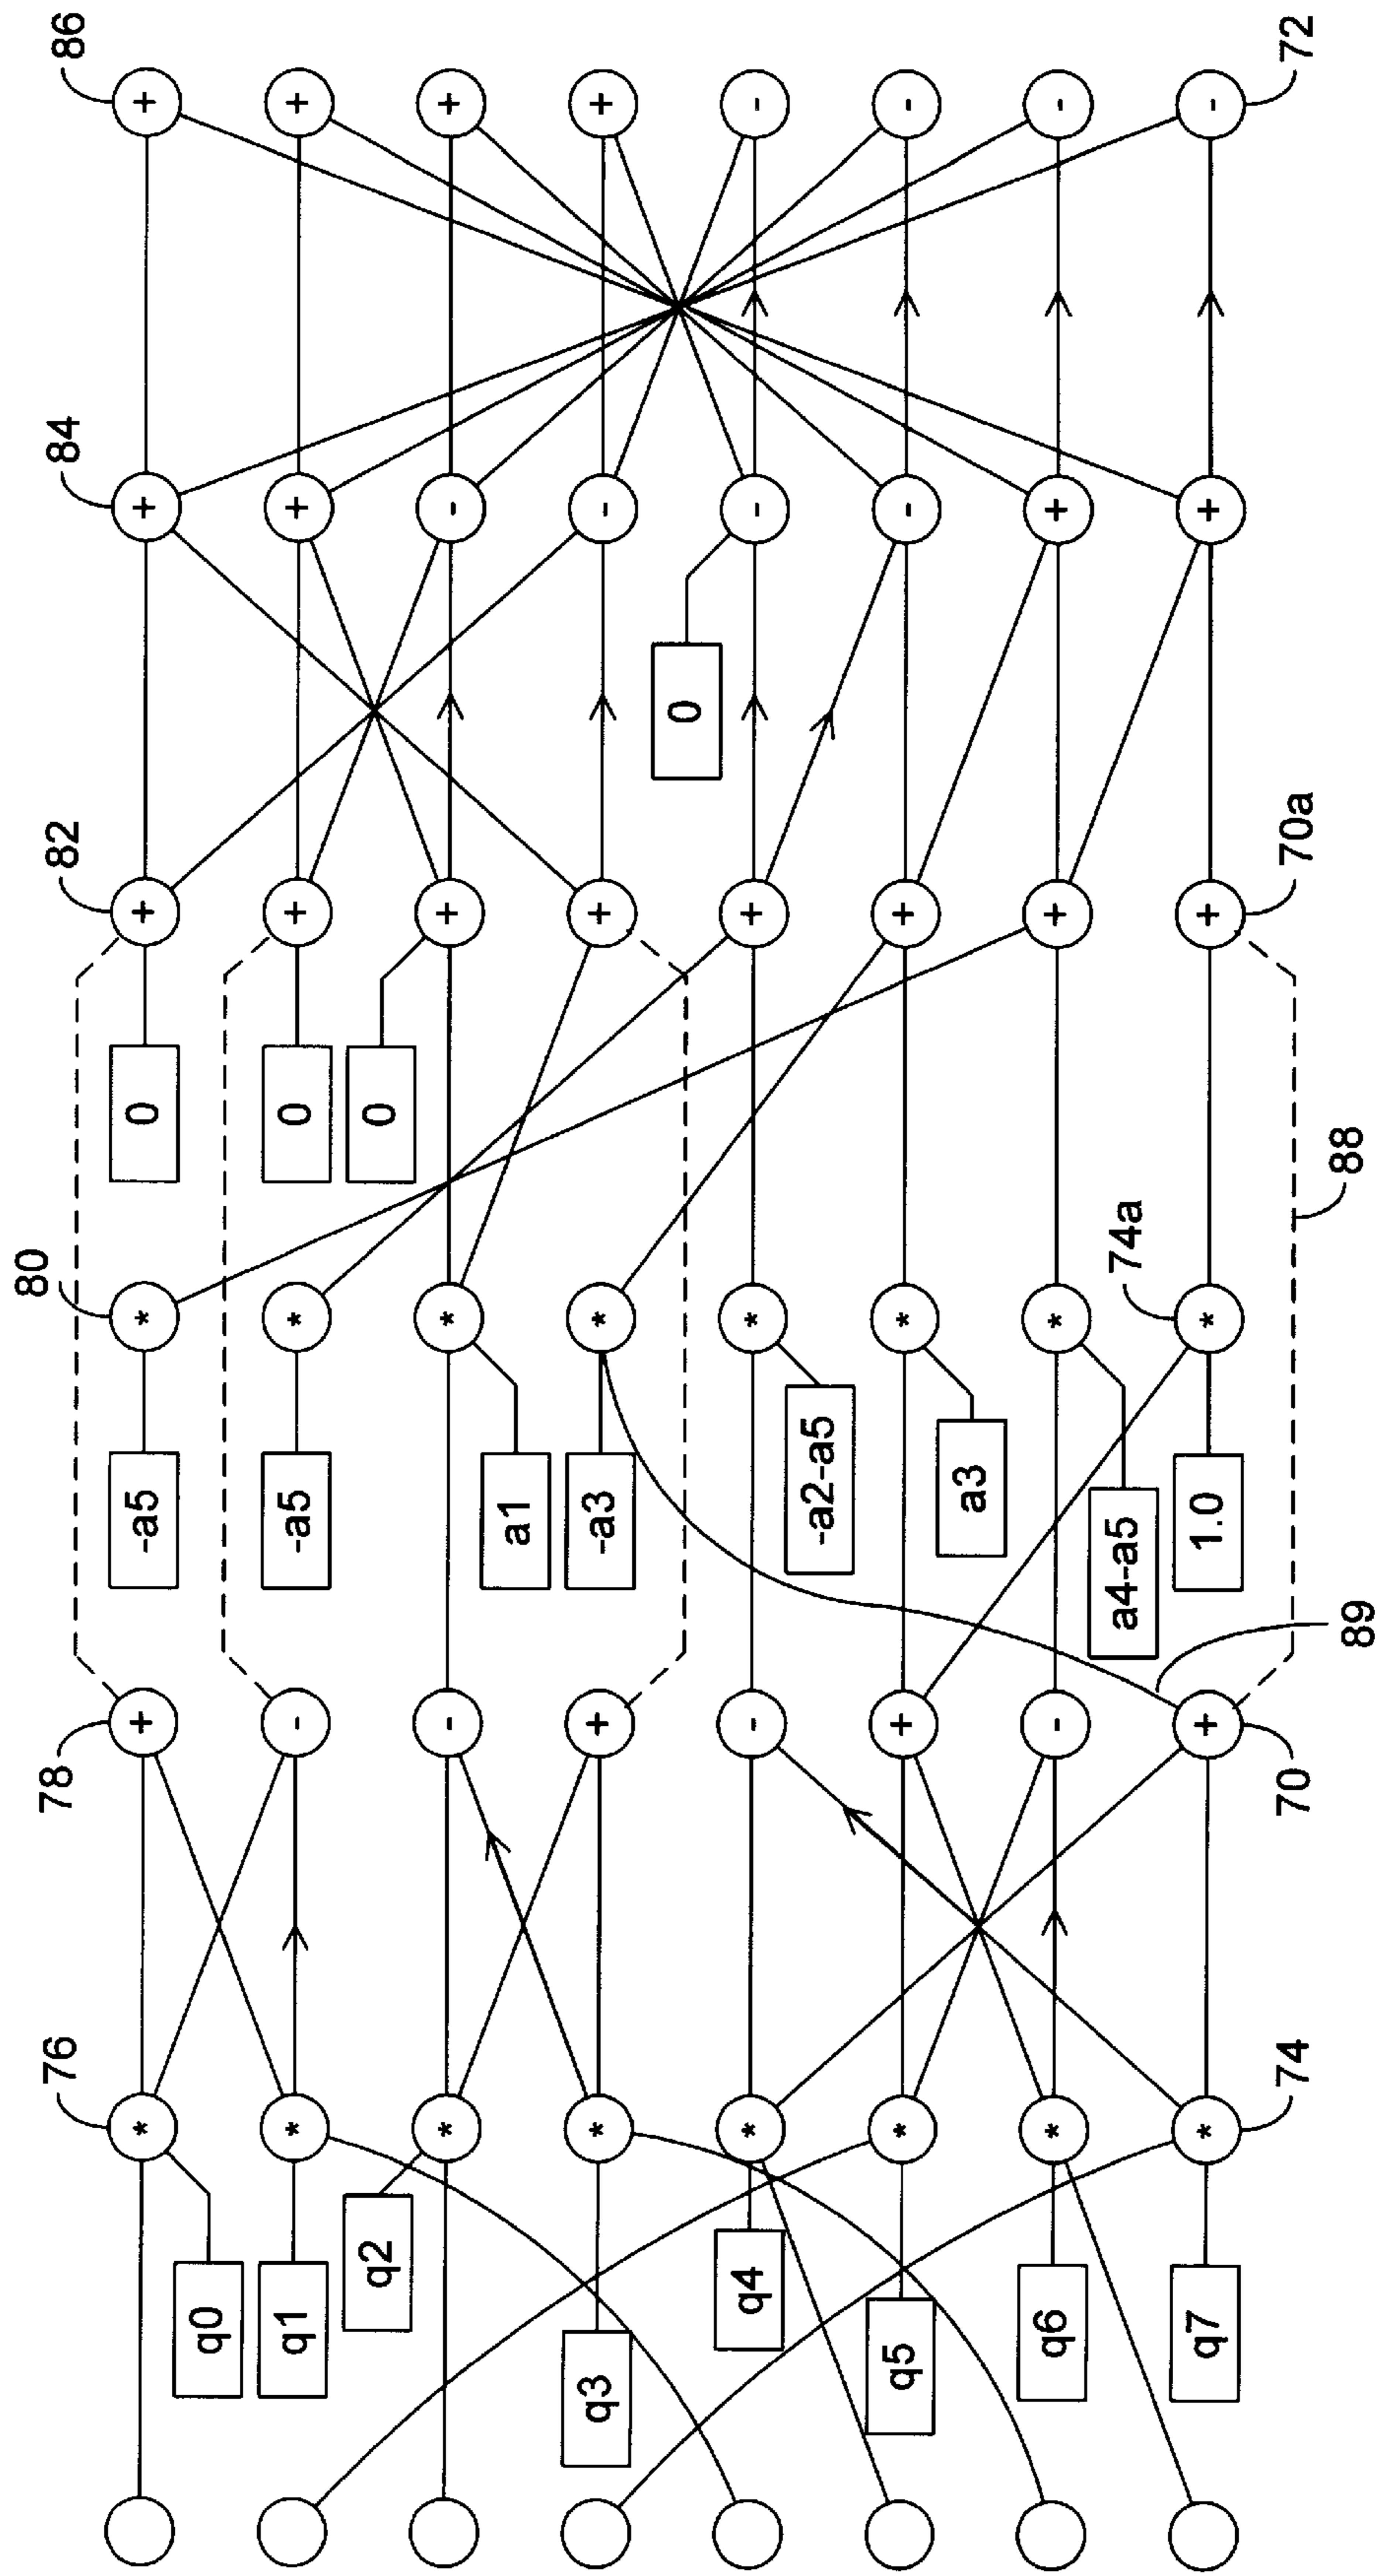 76
78
80
82
84
86
* + * + + +
q0
-a5
0
* - * + + +
q1
-a5
0
0
q2
* - * + - +
a1
* + * + - +
q3
-a3
0
* - * + - -
q4
-a2-a5
* + * + - -
q5
a3
* - * + + -
q6
a4-a5
* + * + + -
q7
1.0
74
70
89
74a
88
70a
72